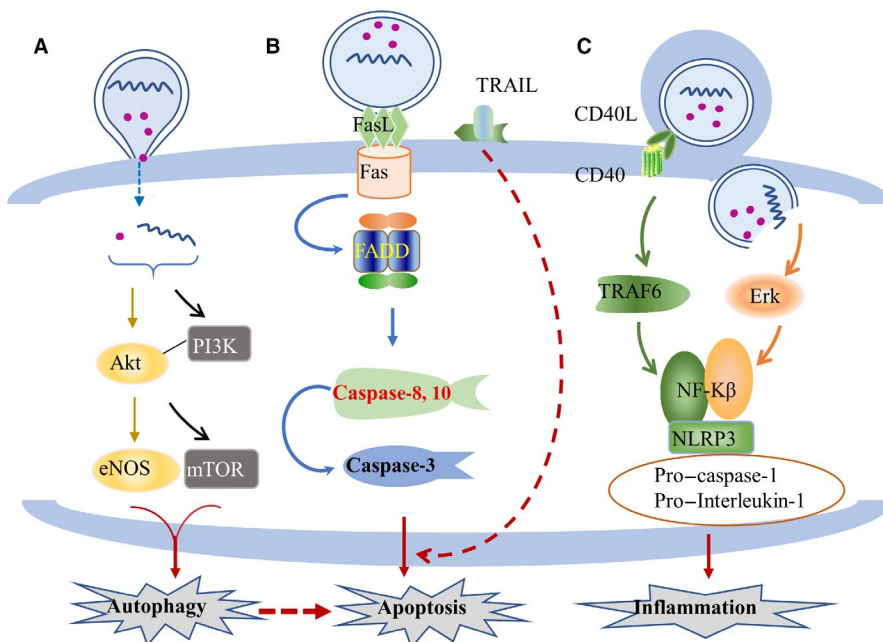 A
B
C
TRAIL
FasL
CD40L
Fas
CD40
FADD
TRAF6
Erk
Akt
PI3K
Caspase-8, 10
NF-Kβ
NLRP3
eNOS
mTOR
Caspase-3
Pro-caspase-1
Pro-Interleukin-1
Autophagy
Apoptosis
Inflammation